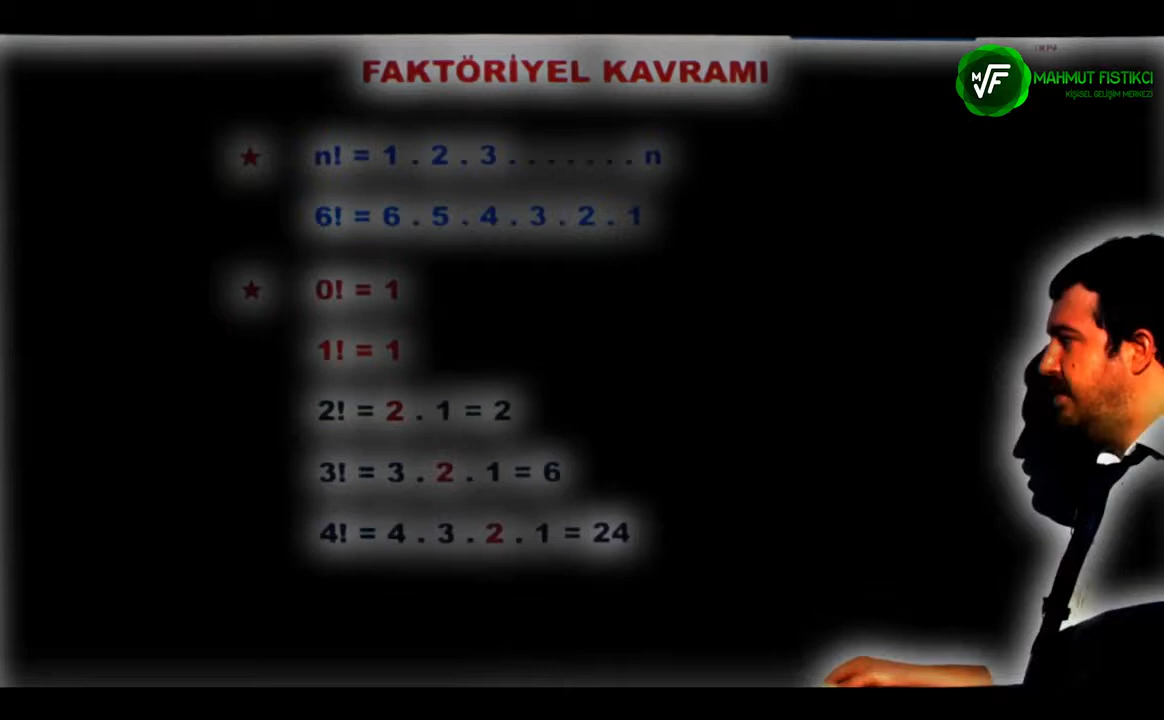 FAKTÖRİYEL KAVRAMI
MAHMUT FISTIKCI
KİŞİSEL GELİŞİM MERKEZİ
★ n! = 1 . 2 . 3 . . . . . . . n
6! = 6 . 5 . 4 . 3 . 2 . 1
★ 0! = 1
1! = 1
2! = 2 . 1 = 2
3! = 3 . 2 . 1 = 6
4! = 4 . 3 . 2 . 1 = 24